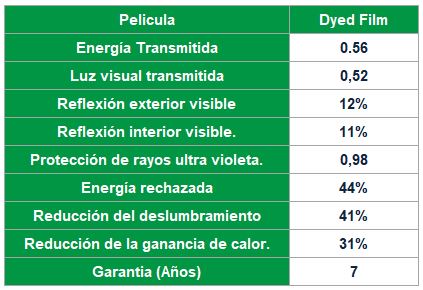 Pelicula Dyed Film
Energía Transmitida 0.56
Luz visual transmitida 0,52
Reflexión exterior visible 12%
Reflexión interior visible. 11%
Protección de rayos ultra violeta. 0,98
Energía rechazada 44%
Reducción del deslumbramiento 41%
Reducción de la ganancia de calor. 31%
Garantia (Años) 7